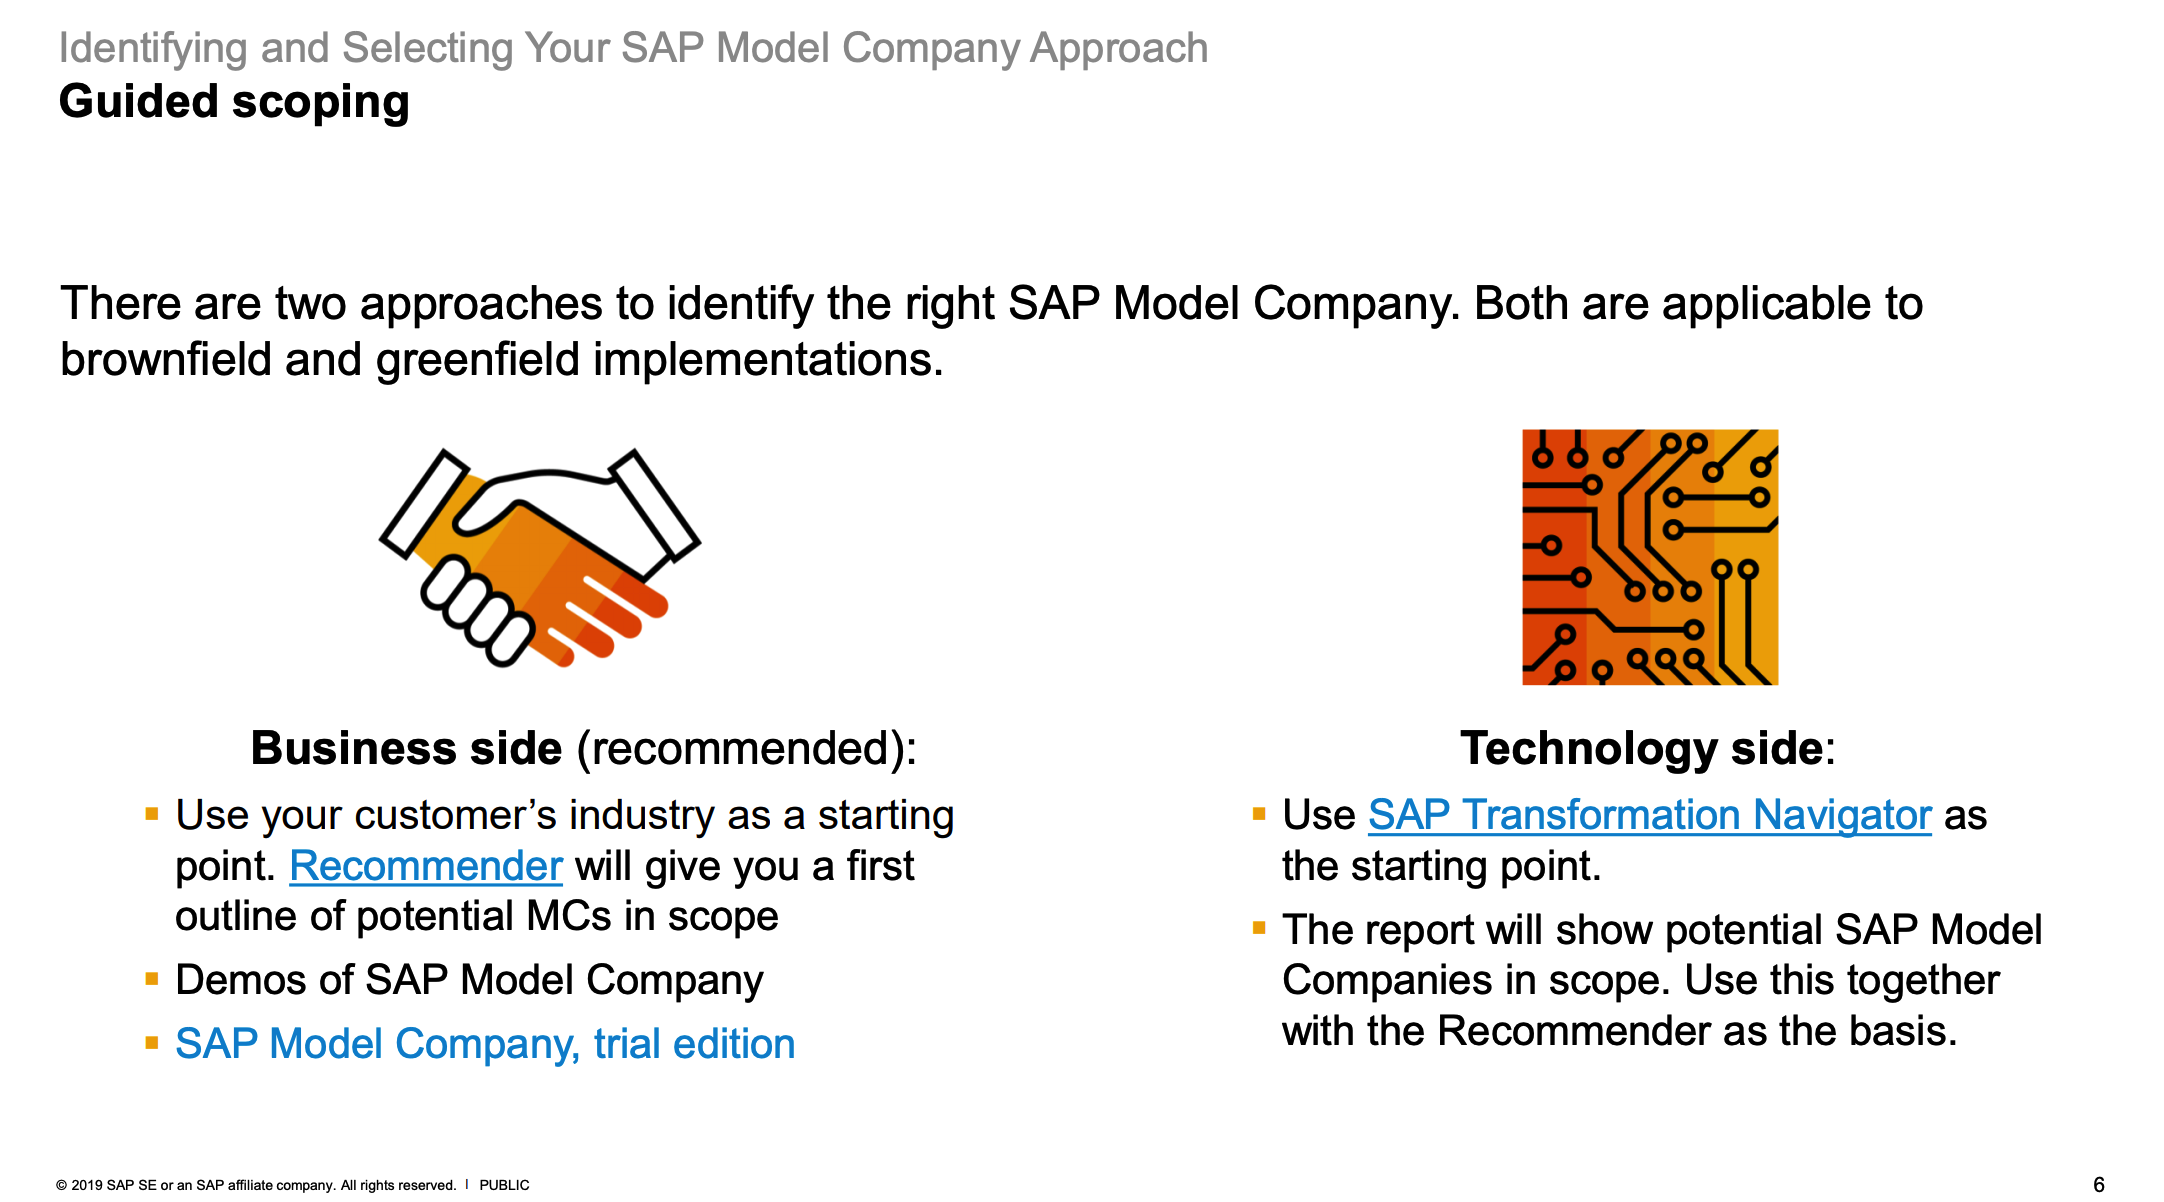 Identifying and Selecting Your SAP Model Company Approach
Guided scoping
There are two approaches to identify the right SAP Model Company. Both are applicable to
brownfield and greenfield implementations.
Business side (recommended):
▪ Use your customer’s industry as a starting
point. Recommender will give you a first
outline of potential MCs in scope
▪ Demos of SAP Model Company
▪ SAP Model Company, trial edition
Technology side:
▪ Use SAP Transformation Navigator as
the starting point.
▪ The report will show potential SAP Model
Companies in scope. Use this together
with the Recommender as the basis.
© 2019 SAP SE or an SAP affiliate company. All rights reserved. | PUBLIC
6